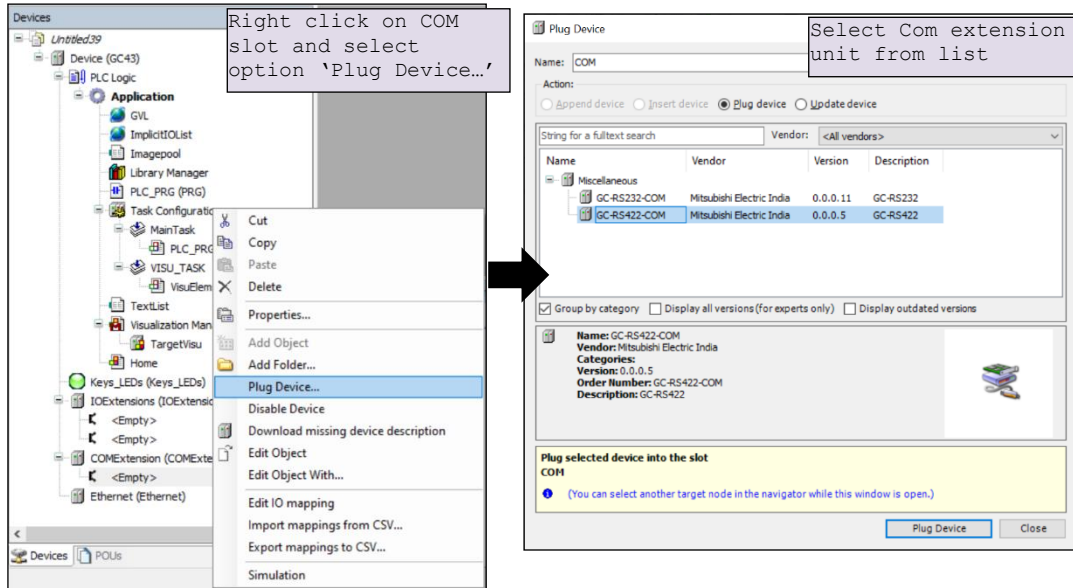 Devices
Untitled39
Device (GC43)
PLC Logic
Application
GVL
ImplicitIOList
Imagepool
Library Manager
PLC_PRG (PRG)
Task Configuratio
MainTask
PLC_PRG
VISU_TASK
VisuElem
TextList
Visualization Man
TargetVisu
Home
Keys_LEDs (Keys_LEDs)
IOExtensions (IOExtensio
<Empty>
<Empty>
COMExtension (COMExte
<Empty>
Ethernet (Ethernet)
<
Devices
POUs
Right click on COM
slot and select
option ‘Plug Device…’
Cut
Copy
Paste
Delete
Properties...
Add Object
Add Folder...
Plug Device...
Disable Device
Download missing device description
Edit Object
Edit Object With...
Edit IO mapping
Import mappings from CSV...
Export mappings to CSV...
Simulation
Plug Device
Select Com extension
unit from list
Name: COM
Action:
Append device Insert device Plug device Update device
String for a fulltext search Vendor: <All vendors>
Name Vendor Version Description
Miscellaneous
GC-RS232-COM Mitsubishi Electric India 0.0.0.11 GC-RS232
GC-RS422-COM Mitsubishi Electric India 0.0.0.5 GC-RS422
Group by category Display all versions (for experts only) Display outdated versions
Name: GC-RS422-COM
Vendor: Mitsubishi Electric India
Categories:
Version: 0.0.0.5
Order Number: GC-RS422-COM
Description: GC-RS422
Plug selected device into the slot
COM
(You can select another target node in the navigator while this window is open.)
Plug Device Close